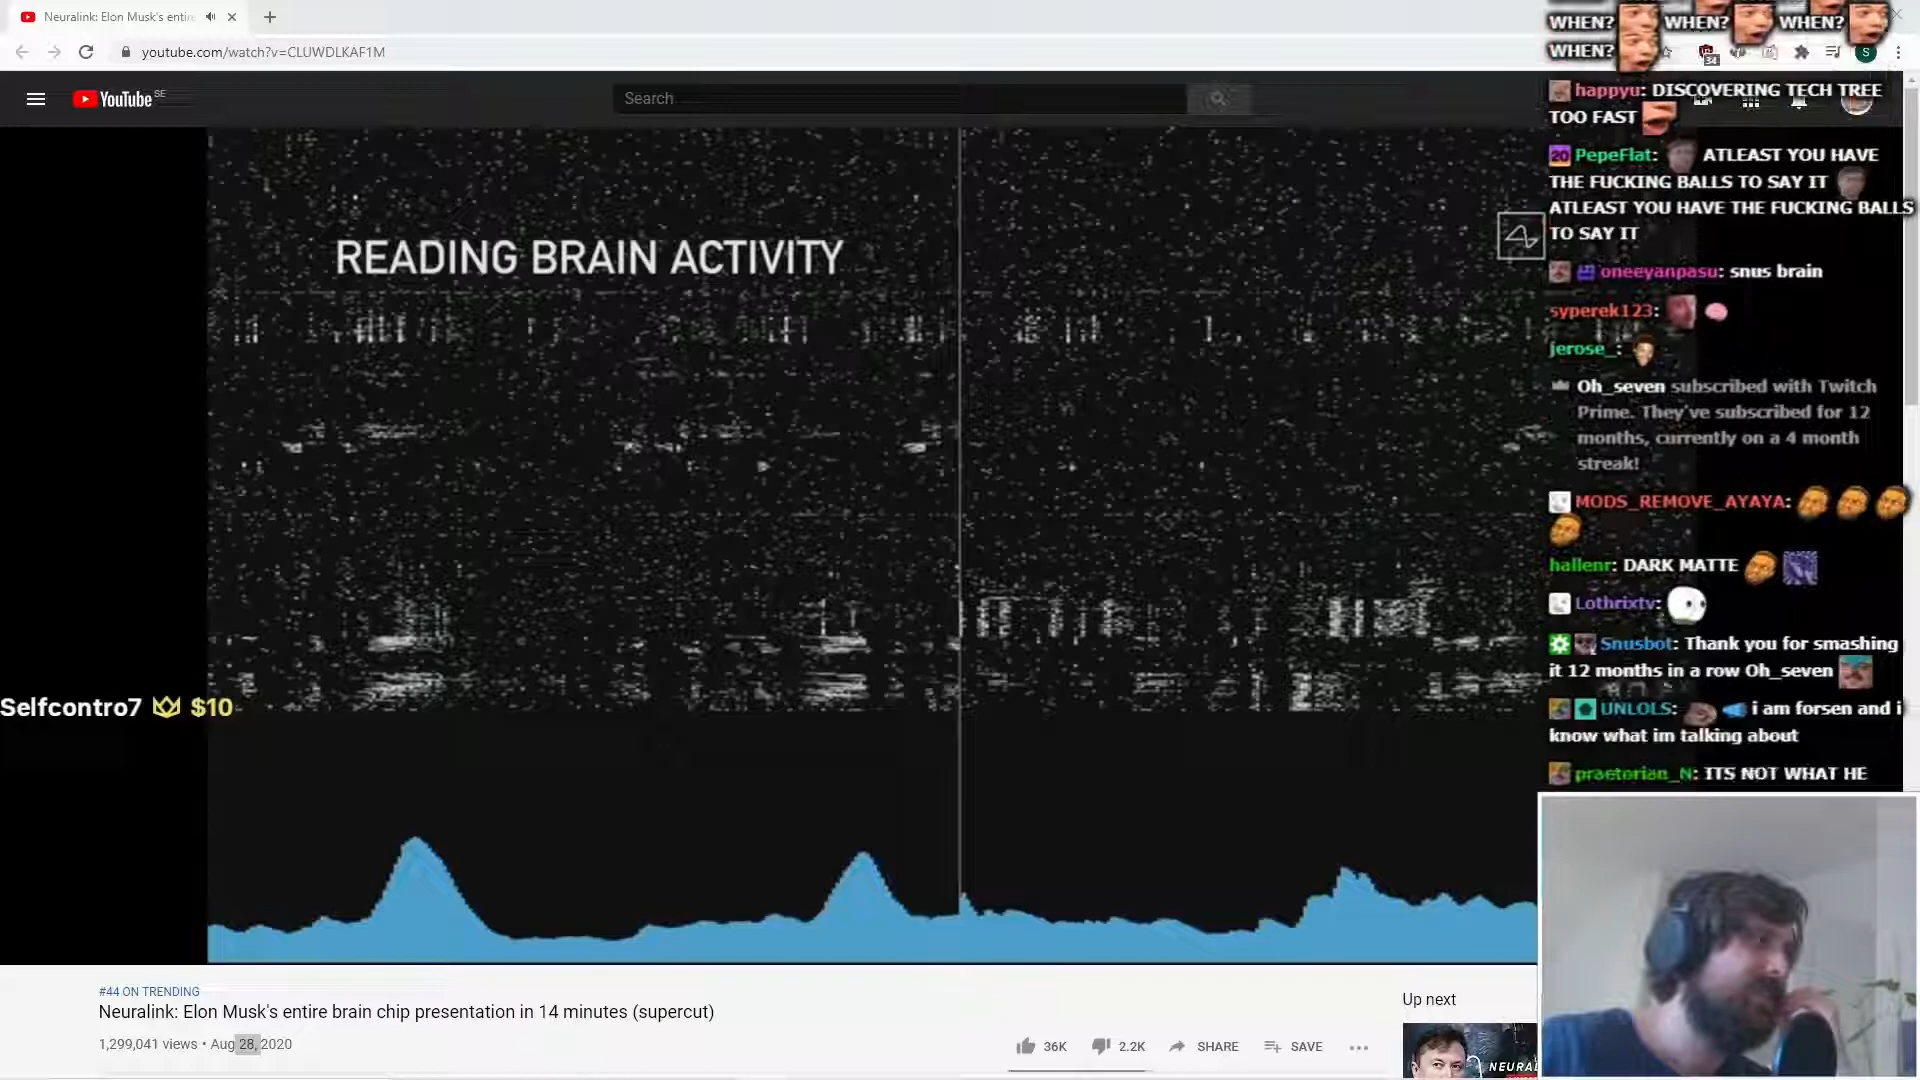 Neuralink: Elon Musk's entir
youtube.com/watch?v=CLUWDLKAF1M
34
S
YouTube SE
Search
READING BRAIN ACTIVITY
Selfcontro7 $10
#44 ON TRENDING
Neuralink: Elon Musk's entire brain chip presentation in 14 minutes (supercut)
1,299,041 views • Aug 28, 2020
36K
2.2K
SHARE
SAVE
Up next
NEURAL
WHEN? WHEN? WHEN?
WHEN?
happyu: DISCOVERING TECH TREE
TOO FAST
20 PepeFlat: ATLEAST YOU HAVE
THE FUCKING BALLS TO SAY IT
ATLEAST YOU HAVE THE FUCKING BALLS
TO SAY IT
oneeyanpasu: snus brain
syperek123:
jerose_:
Oh_seven subscribed with Twitch
Prime. They've subscribed for 12
months, currently on a 4 month
streak!
MODS_REMOVE_AYAYA:
hallenr: DARK MATTE
Lothrixtv:
Snusbot: Thank you for smashing
it 12 months in a row Oh_seven
UNLOLS: i am forsen and i
know what im talking about
praetorian_N: ITS NOT WHAT HE